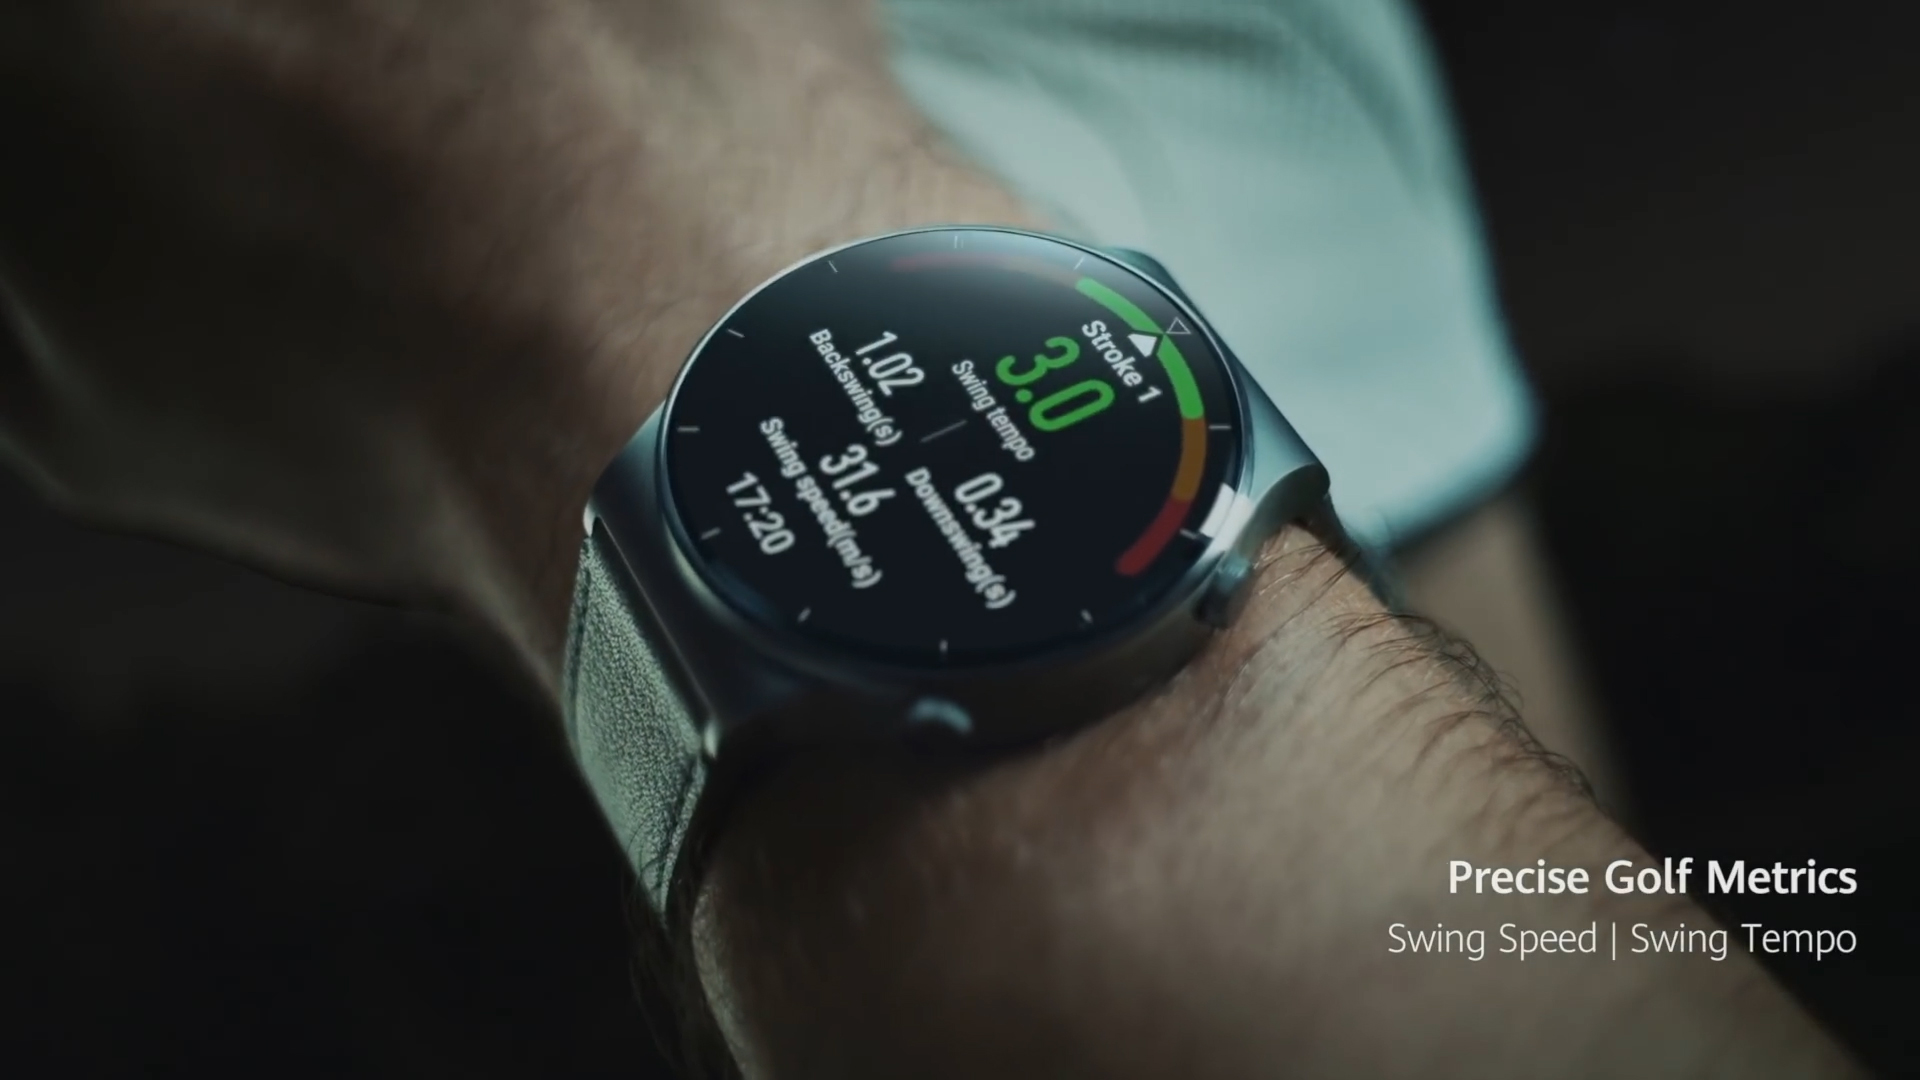 Stroke 1
3.0
Swing tempo
1.02
Backswing(s)
0.34
Downswing(s)
31.6
Swing speed(m/s)
17:20
Precise Golf Metrics
Swing Speed | Swing Tempo